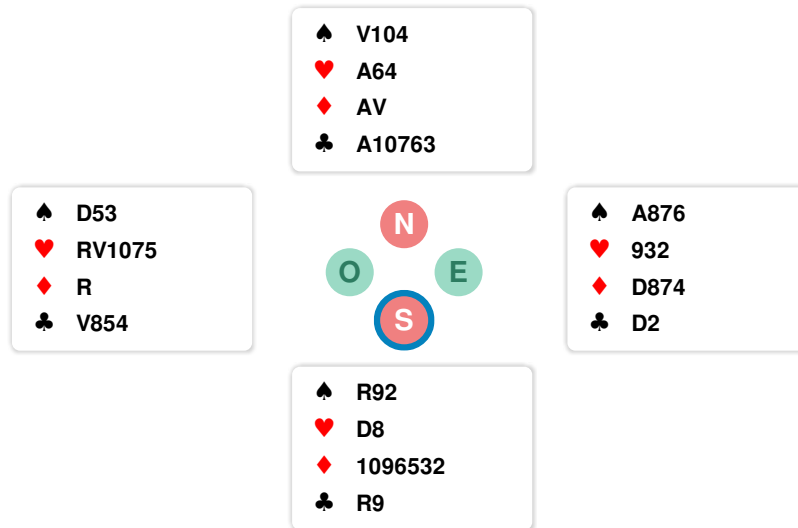 ♠ V104
♥ A64
♦ AV
♣ A10763
♠ D53
♥ RV1075
♦ R
♣ V854
N
O E
S
♠ A876
♥ 932
♦ D874
♣ D2
♠ R92
♥ D8
♦ 1096532
♣ R9